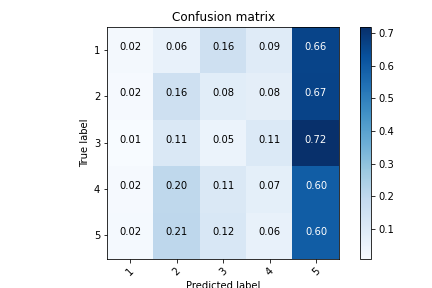 Confusion matrix
1 0.02 0.06 0.16 0.09 0.66
2 0.02 0.16 0.08 0.08 0.67
3 0.01 0.11 0.05 0.11 0.72
4 0.02 0.20 0.11 0.07 0.60
5 0.02 0.21 0.12 0.06 0.60
True label
1 2 3 4 5
Predicted label
0.7
0.6
0.5
0.4
0.3
0.2
0.1